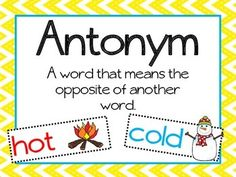 Antonym
A word that means the
opposite of another
word.
hot
cold